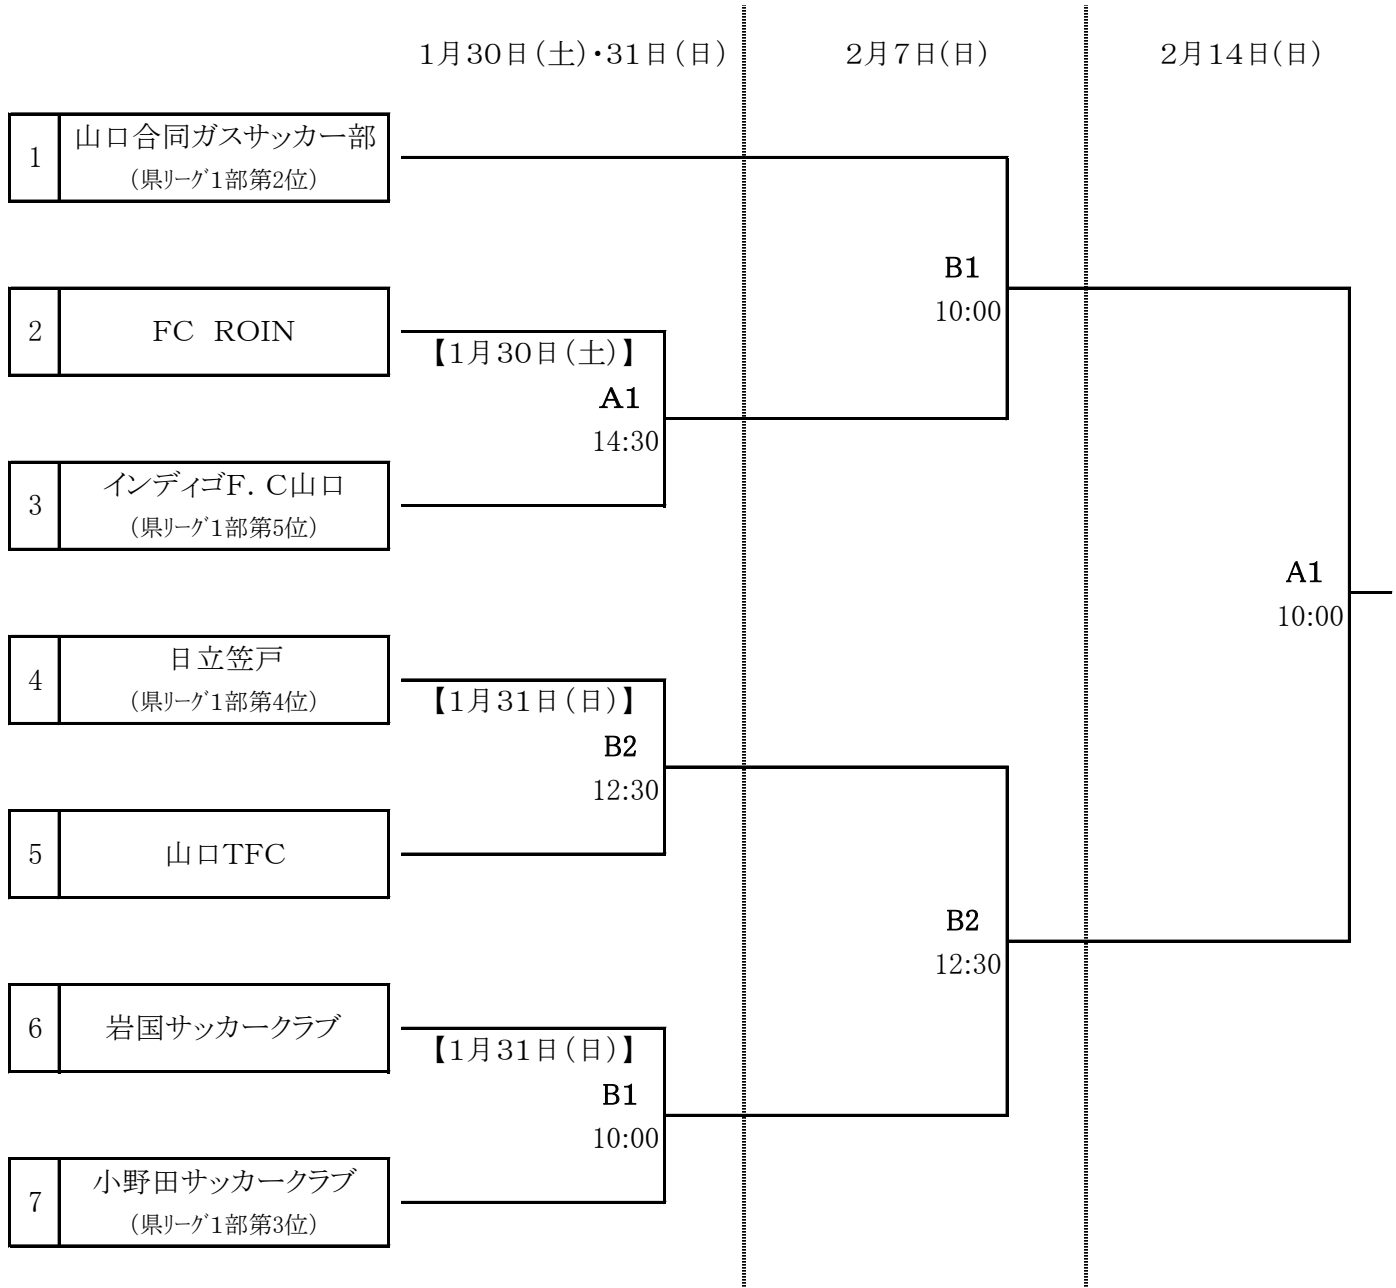 1月30日(土)・31日(日)
2月7日(日)
2月14日(日)
1
山口合同ガスサッカー部
(県リーグ1部第2位)
B1
10:00
2
FC ROIN
【1月30日(土)】
A1
14:30
3
インディゴF．C山口
(県リーグ1部第5位)
A1
10:00
4
日立笠戸
(県リーグ1部第4位)
【1月31日(日)】
B2
12:30
5
山口TFC
B2
12:30
6
岩国サッカークラブ
【1月31日(日)】
B1
10:00
7
小野田サッカークラブ
(県リーグ1部第3位)